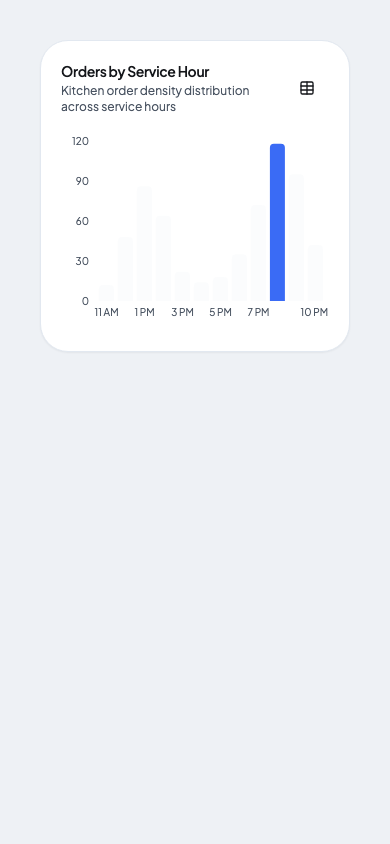 Orders by Service Hour
Kitchen order density distribution
across service hours
120
90
60
30
0
11 AM 1 PM 3 PM 5 PM 7 PM 10 PM